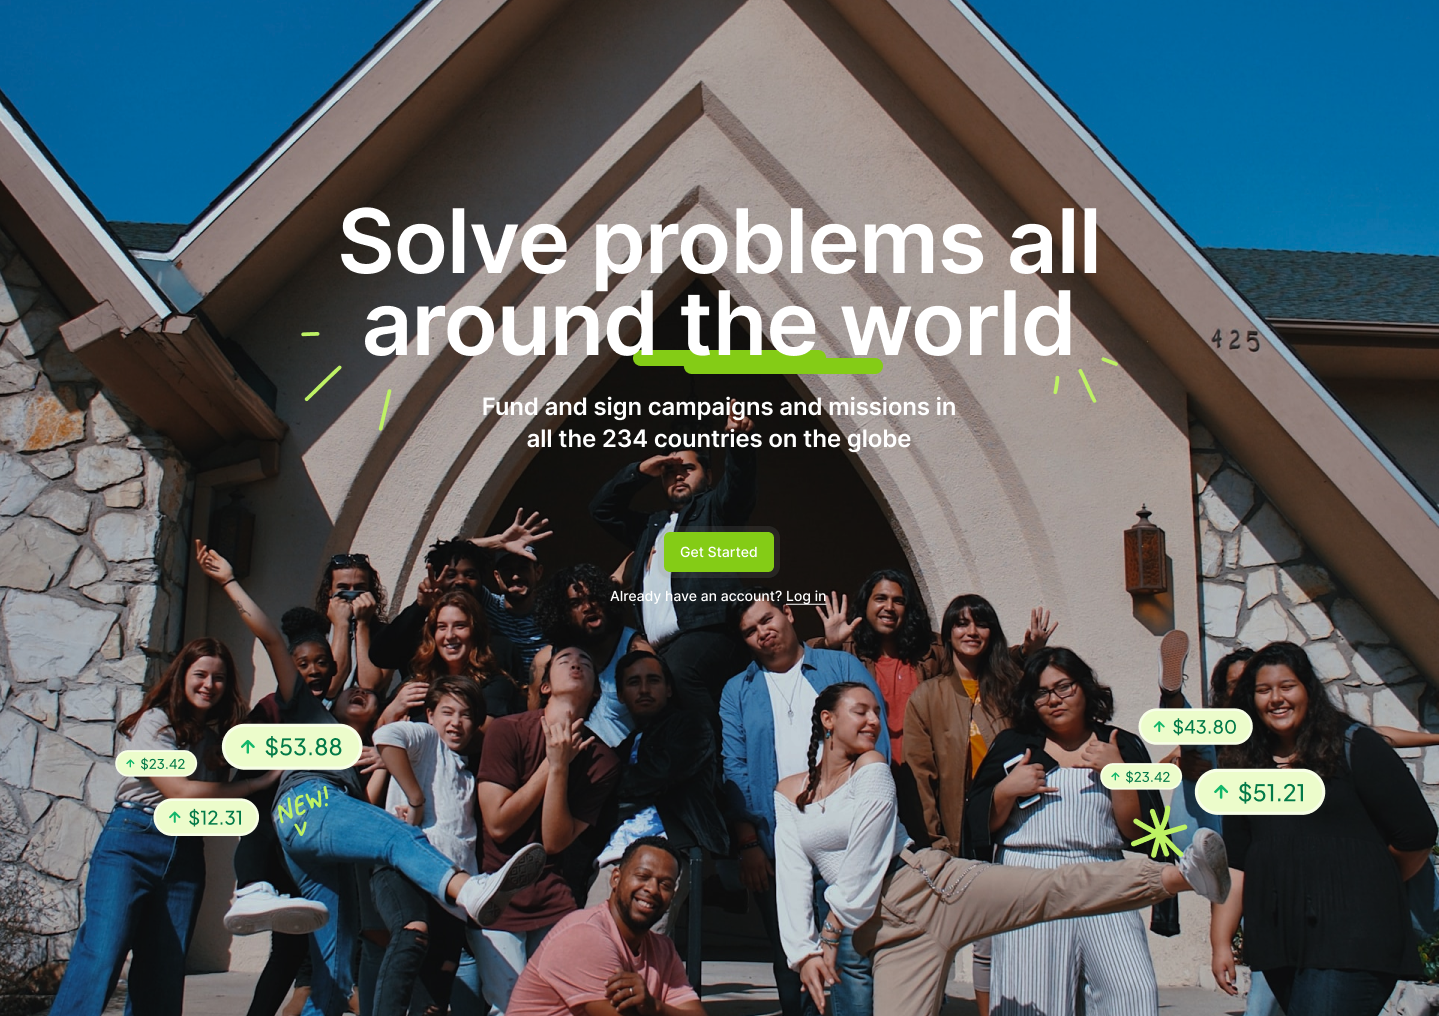 Solve problems all
around the world
425
Fund and sign campaigns and missions in
all the 234 countries on the globe
Get Started
Already have an account? Log in
$53.88
$23.42
$12.31
NEW!
$43.80
$23.42
$51.21